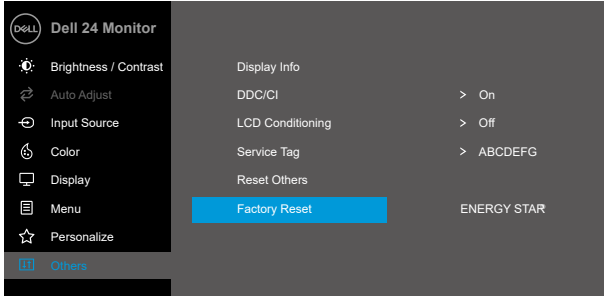 DELL Dell 24 Monitor
Brightness / Contrast
Display Info
Auto Adjust
DDC/CI > On
Input Source
LCD Conditioning > Off
Color
Service Tag > ABCDEFG
Display
Reset Others
Menu
Factory Reset ENERGY STAR®
Personalize
Others